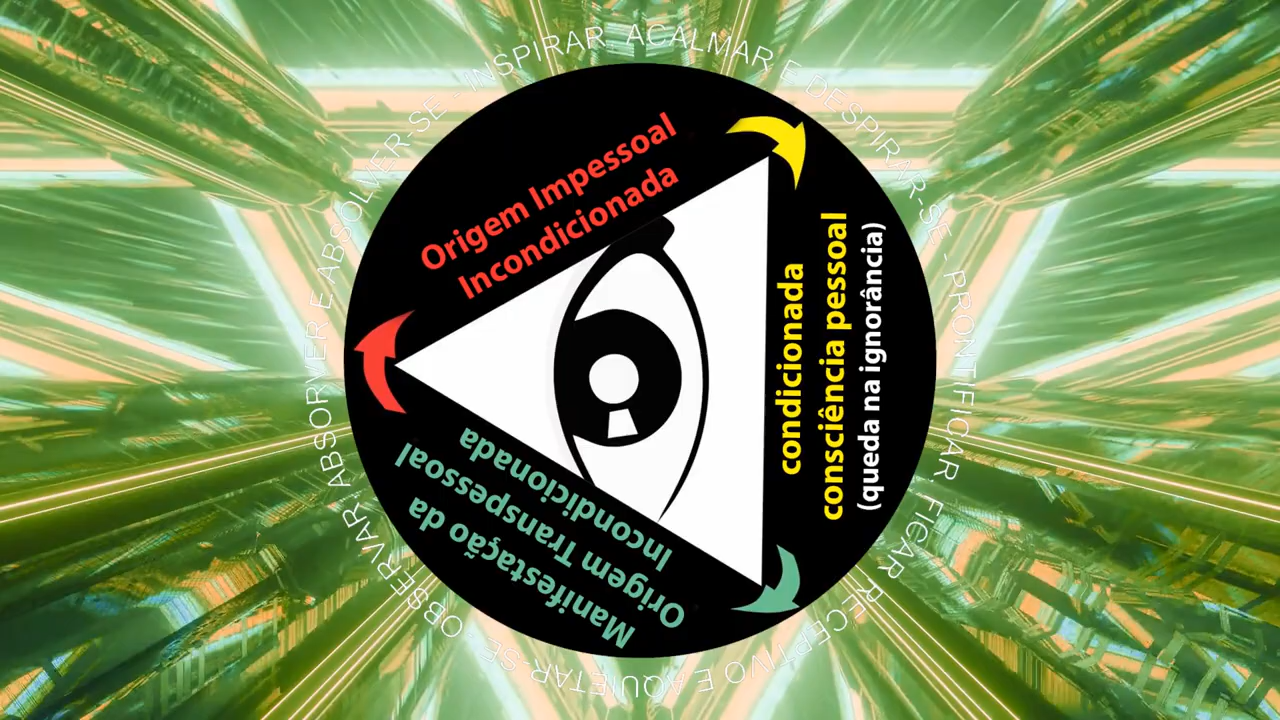 INSPIRAR, ACALMAR E DESPIRAR-SE - PRONTIFICAR, FICAR RECEPTIVO E AQUIETAR-SE - OBSERVAR, ABSORVER E ABSOLVER-SE -
Origem Impessoal
Incondicionada
condicionada
consciência pessoal
(queda na ignorância)
Manifestação da
Origem Transpessoal
Incondicionada